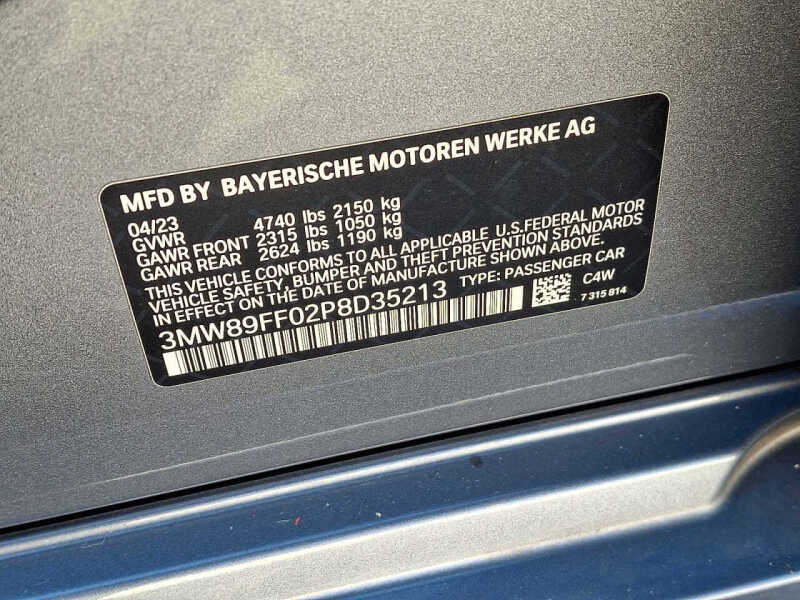 MFD BY BAYERISCHE MOTOREN WERKE AG
04/23
GVWR 4740 lbs 2150 kg
GAWR FRONT 2315 lbs 1050 kg
GAWR REAR 2624 lbs 1190 kg
THIS VEHICLE CONFORMS TO ALL APPLICABLE U.S.FEDERAL MOTOR
VEHICLE SAFETY, BUMPER AND THEFT PREVENTION STANDARDS
IN EFFECT ON THE DATE OF MANUFACTURE SHOWN ABOVE.
3MW89FF02P8D35213 TYPE: PASSENGER CAR
C4W
7 315 814